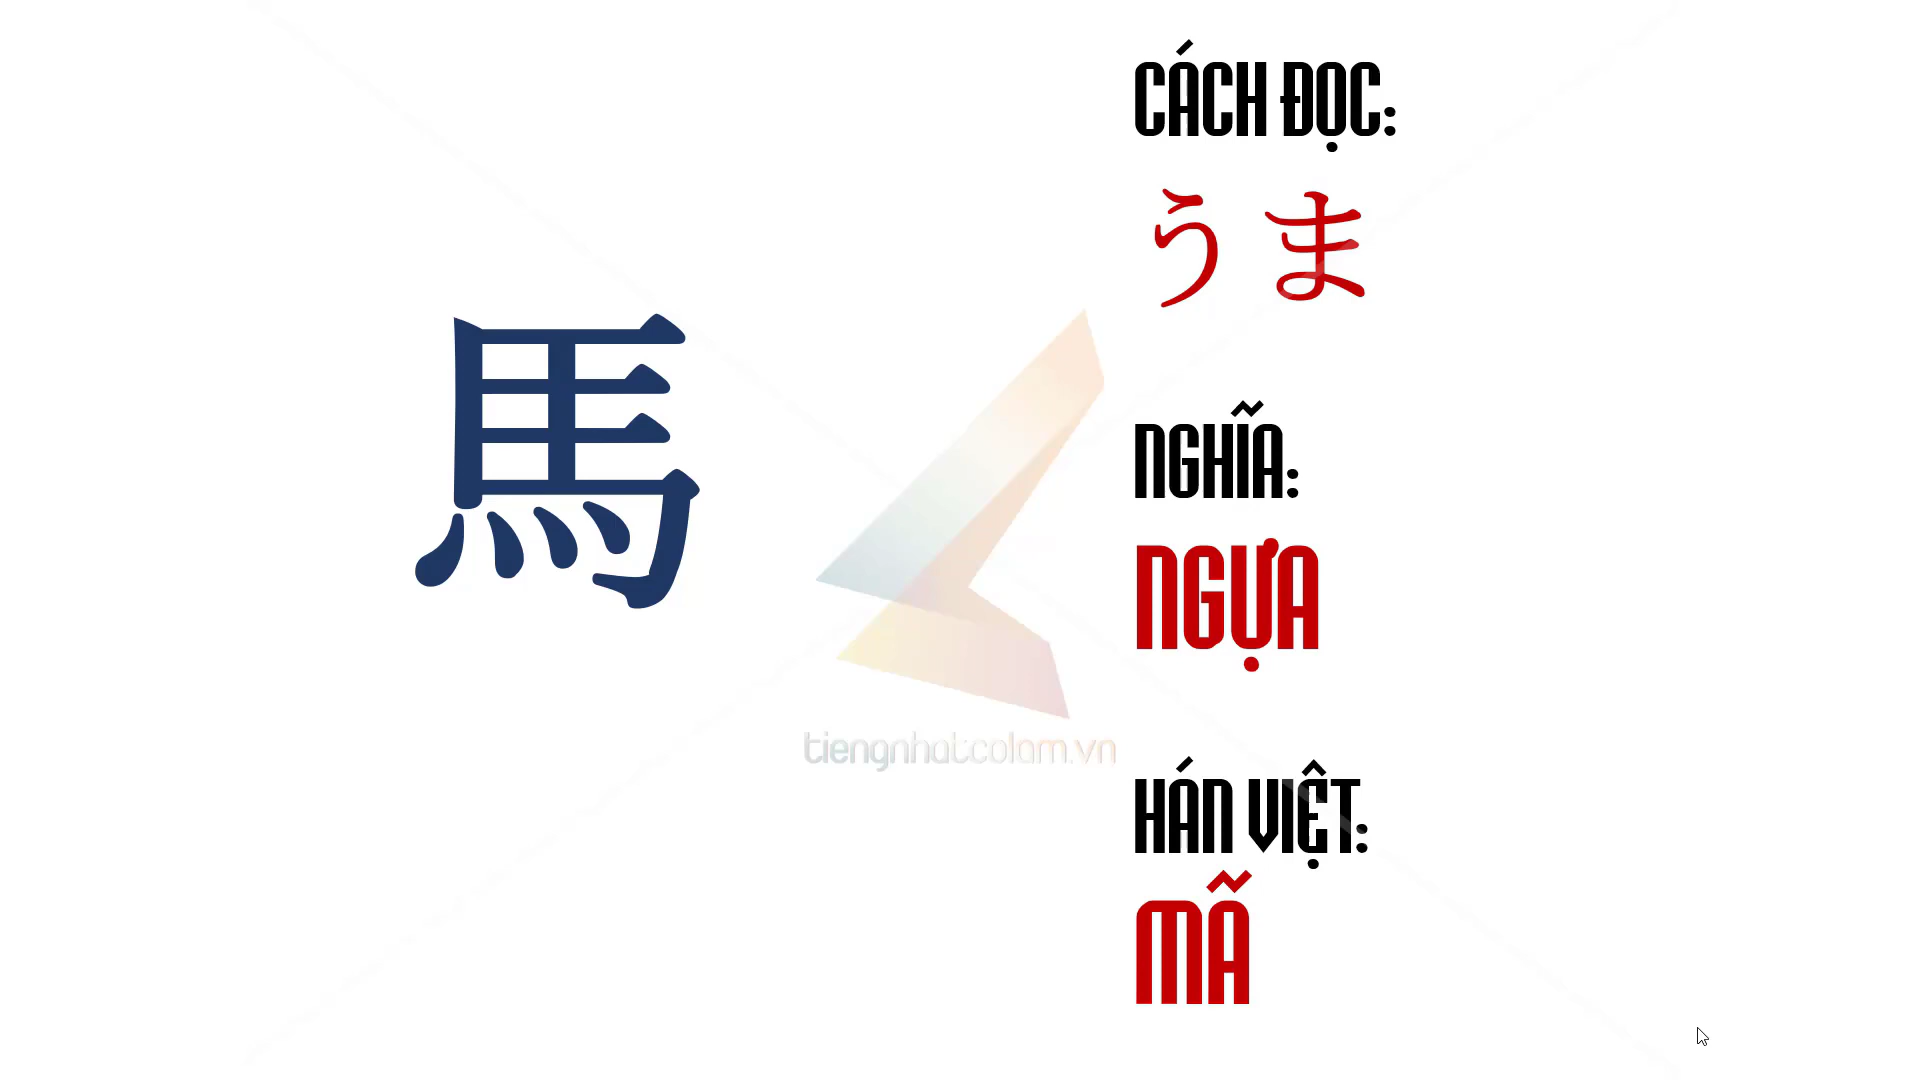 馬
CÁCH ĐỌC:
うま
NGHĨA:
NGỰA
HÁN VIỆT:
MÃ
tiengnhatcolam.vn